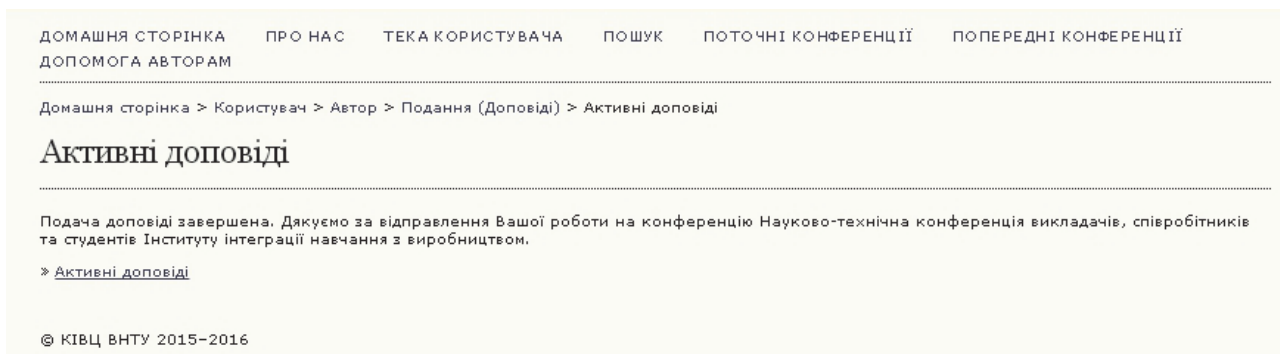 ДОМАШНЯ СТОРІНКА ПРО НАС ТЕКА КОРИСТУВАЧА ПОШУК ПОТОЧНІ КОНФЕРЕНЦІЇ ПОПЕРЕДНІ КОНФЕРЕНЦІЇ
ДОПОМОГА АВТОРАМ
Домашня сторінка > Користувач > Автор > Подання (Доповіді) > Активні доповіді
Активні доповіді
Подача доповіді завершена. Дякуємо за відправлення Вашої роботи на конференцію Науково-технічна конференція викладачів, співробітників
та студентів Інституту інтеграції навчання з виробництвом.
» Активні доповіді
© КІВЦ ВНТУ 2015-2016